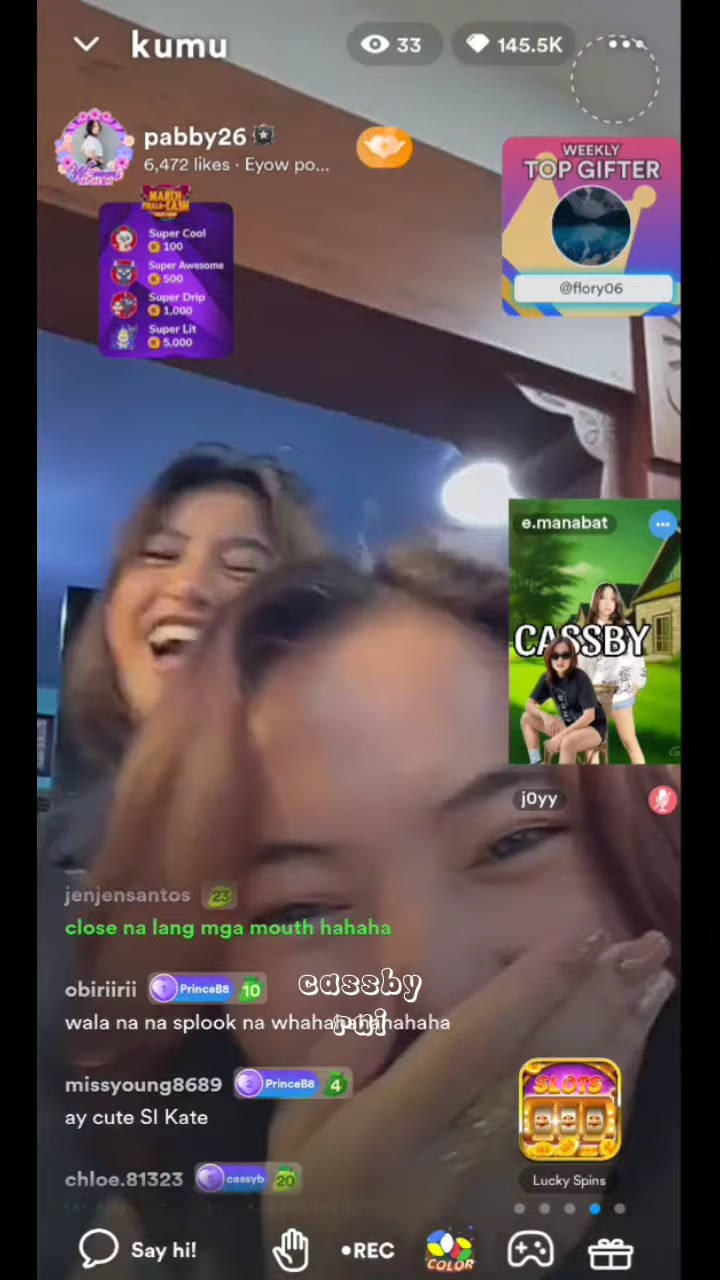 kumu
33
145.5K
pabby26
6,472 likes · Eyow po...
WEEKLY
TOP GIFTER
@flory06
Super Cool
100
Super Awesome
500
Super Drip
1,000
Super Lit
5,000
e.manabat
CASSBY
j0yy
jenjensantos 23
close na lang mga mouth hahaha
obiriirii PrinceB8 10
wala na na splook na
cassby
missyoung8689 PrinceB8 4
ay cute SI Kate
SLOTS
Lucky Spins
chloe.81323 cassyb 20
Say hi!
•REC
COLOR